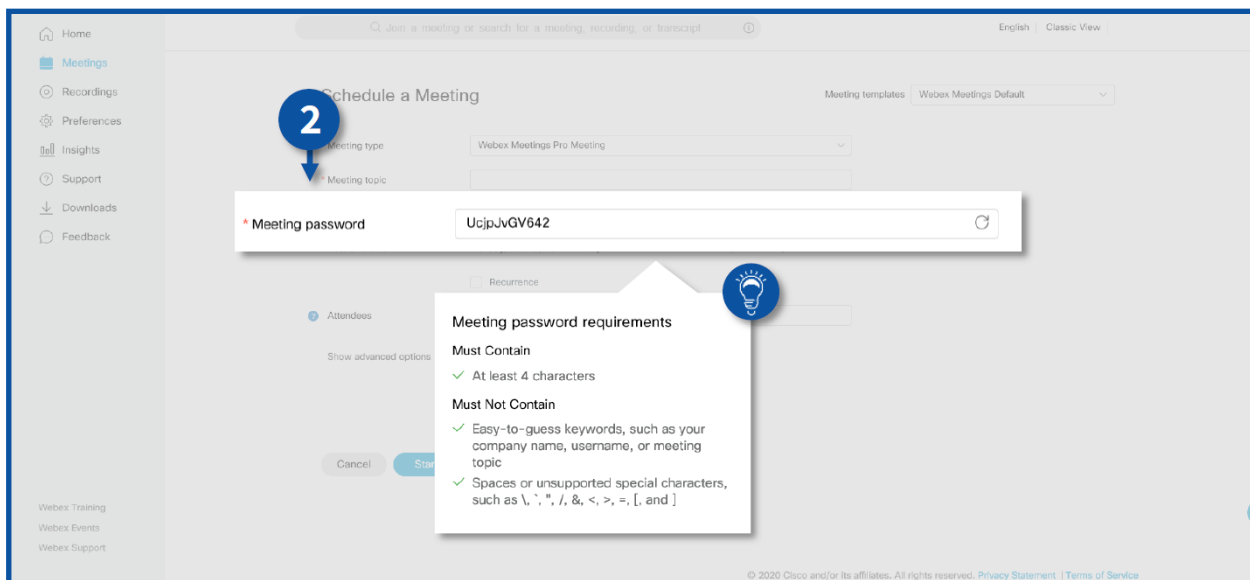 Home
Join a meeting or search for a meeting, recording, or transcript
English
Classic View
Meetings
Recordings
Preferences
Insights
Support
Downloads
Feedback
Schedule a Meeting
Meeting templates
Webex Meetings Default
2
Meeting type
Webex Meetings Pro Meeting
* Meeting topic
* Meeting password
UcjpJvGV642
Recurrence
? Attendees
Show advanced options
Meeting password requirements
Must Contain
At least 4 characters
Must Not Contain
Easy-to-guess keywords, such as your
company name, username, or meeting
topic
Spaces or unsupported special characters,
such as \, `, ", /, &, <, >, =, [, and ]
Cancel
Star
Webex Training
Webex Events
Webex Support
© 2020 Cisco and/or its affiliates. All rights reserved. Privacy Statement | Terms of Service